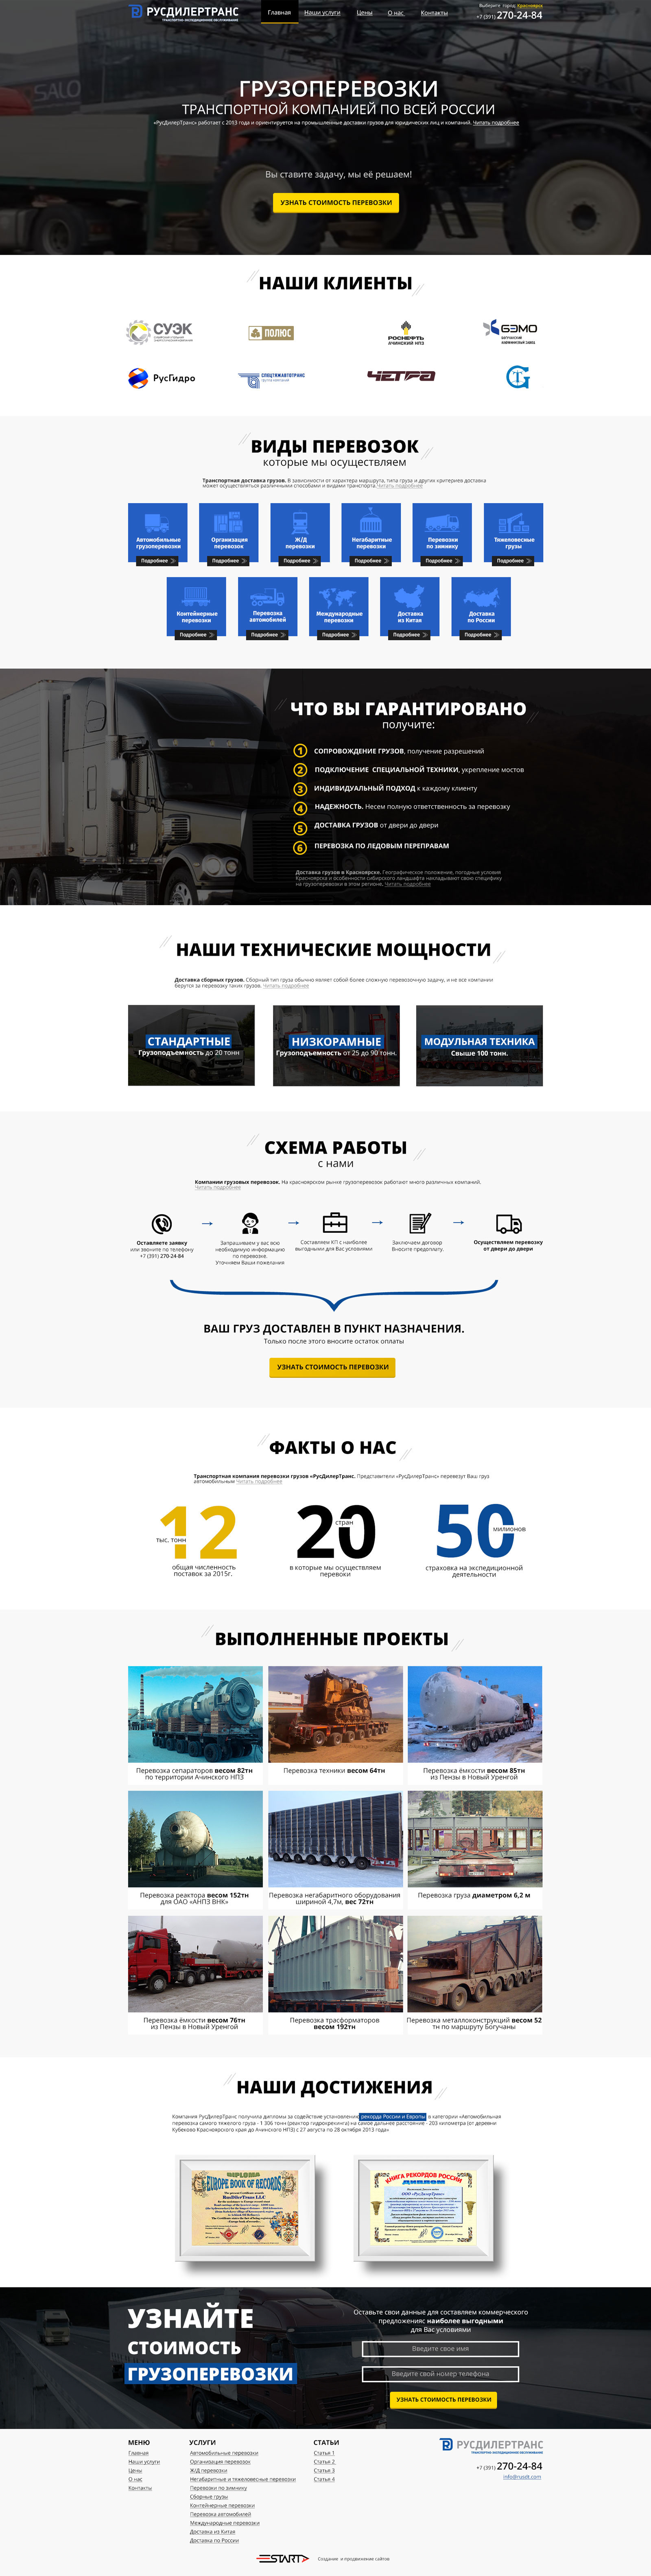 РУСДИЛЕРТРАНС
ТРАНСПОРТНО-ЭКСПЕДИЦИОННОЕ ОБСЛУЖИВАНИЕ
Главная
Наши услуги
Цены
О нас
Контакты
Выберите город: Красноярск
+7 (391) 270-24-84
ГРУЗОПЕРЕВОЗКИ
ТРАНСПОРТНОЙ КОМПАНИЕЙ ПО ВСЕЙ РОССИИ
«РусДилерТранс» работает с 2013 года и ориентируется на промышленные доставки грузов для юридических лиц и компаний. Читать подробнее
Вы ставите задачу, мы её решаем!
УЗНАТЬ СТОИМОСТЬ ПЕРЕВОЗКИ
НАШИ КЛИЕНТЫ
СУЭК
ПОЛЮС
РОСНЕФТЬ
АЧИНСКИЙ НПЗ
БЭМО
РусГидро
СПЕЦТЯЖАВТОТРАНС
ЧЕТРА
ВИДЫ ПЕРЕВОЗОК
которые мы осуществляем
Транспортная доставка грузов. В зависимости от характера маршрута, типа груза и других критериев доставка
может осуществляться различными способами и видами транспорта.Читать подробнее
Автомобильные
грузоперевозки
Подробнее
Организация
перевозок
Подробнее
Ж/Д
перевозки
Подробнее
Негабаритные
перевозки
Подробнее
Перевозки
по зимнику
Подробнее
Тяжеловесные
грузы
Подробнее
Контейнерные
перевозки
Подробнее
Перевозка
автомобилей
Подробнее
Международные
перевозки
Подробнее
Доставка
из Китая
Подробнее
Доставка
по России
Подробнее
ЧТО ВЫ ГАРАНТИРОВАНО
получите:
1 СОПРОВОЖДЕНИЕ ГРУЗОВ, получение разрешений
2 ПОДКЛЮЧЕНИЕ СПЕЦИАЛЬНОЙ ТЕХНИКИ, укрепление мостов
3 ИНДИВИДУАЛЬНЫЙ ПОДХОД к каждому клиенту
4 НАДЕЖНОСТЬ. Несем полную ответственность за перевозку
5 ДОСТАВКА ГРУЗОВ от двери до двери
6 ПЕРЕВОЗКА ПО ЛЕДОВЫМ ПЕРЕПРАВАМ
Доставка грузов в Красноярске. Географическое положение, погодные условия
Красноярска и особенности сибирского ландшафта накладывают свою специфику
на грузоперевозки в этом регионе. Читать подробнее
НАШИ ТЕХНИЧЕСКИЕ МОЩНОСТИ
Доставка сборных грузов. Сборный тип груза обычно являет собой более сложную перевозочную задачу, и не все компании
берутся за перевозку таких грузов. Читать подробнее
СТАНДАРТНЫЕ
Грузоподъемность до 20 тонн
НИЗКОРАМНЫЕ
Грузоподъемность от 25 до 90 тонн.
МОДУЛЬНАЯ ТЕХНИКА
Свыше 100 тонн.
СХЕМА РАБОТЫ
с нами
Компании грузовых перевозок. На красноярском рынке грузоперевозок работают много различных компаний.
Читать подробнее
Оставляете заявку
или звоните по телефону
+7 (391) 270-24-84
Запрашиваем у вас всю
необходимую информацию
по перевозке.
Уточняем Ваши пожелания
Составляем КП с наиболее
выгодными для Вас условиями
Заключаем договор
Вносите предоплату.
Осуществляем перевозку
от двери до двери
ВАШ ГРУЗ ДОСТАВЛЕН В ПУНКТ НАЗНАЧЕНИЯ.
Только после этого вносите остаток оплаты
УЗНАТЬ СТОИМОСТЬ ПЕРЕВОЗКИ
ФАКТЫ О НАС
Транспортная компания перевозки грузов «РусДилерТранс. Представители «РусДилерТранс» перевезут Ваш груз
автомобильным Читать подробнее
12
тыс. тонн
общая численность
поставок за 2015г.
20
стран
в которые мы осуществляем
перевоки
50
милионов
страховка на экспедиционной
деятельности
ВЫПОЛНЕННЫЕ ПРОЕКТЫ
Перевозка сепараторов весом 82тн
по территории Ачинского НПЗ
Перевозка техники весом 64тн
Перевозка ёмкости весом 85тн
из Пензы в Новый Уренгой
Перевозка реактора весом 152тн
для ОАО «АНПЗ ВНК»
Перевозка негабаритного оборудования
шириной 4,7м, вес 72тн
Перевозка груза диаметром 6,2 м
Перевозка ёмкости весом 76тн
из Пензы в Новый Уренгой
Перевозка трасформаторов
весом 192тн
Перевозка металлоконструкций весом 52
тн по маршруту Богучаны
НАШИ ДОСТИЖЕНИЯ
Компания РусДилерТранс получила дипломы за содействие установлению рекорда России и Европы в категории «Автомобильная
перевозка самого тяжелого груза - 1 306 тонн (реактор гидрокрекинга) на самое дальнее расстояние - 203 километра (от деревни
Кубеково Красноярского края до Ачинского НПЗ) с 27 августа по 28 октября 2013 года»
DIPLOMA
EUROPE BOOK OF RECORDS
RusDilerTrans LLC
КНИГА РЕКОРДОВ РОССИИ
ДИПЛОМ
ООО «РусДилерТранс»
УЗНАЙТЕ
СТОИМОСТЬ
ГРУЗОПЕРЕВОЗКИ
Оставьте свои данные для составляем коммерческого
предложенияс наиболее выгодными
для Вас условиями
Введите свое имя
Введите свой номер телефона
УЗНАТЬ СТОИМОСТЬ ПЕРЕВОЗКИ
МЕНЮ
Главная
Наши услуги
Цены
О нас
Контакты
УСЛУГИ
Автомобильные перевозки
Организация перевозок
Ж/Д перевозки
Негабаритные и тяжеловесные перевозки
Перевозки по зимнику
Сборные грузы
Контейнерные перевозки
Перевозка автомобилей
Международные перевозки
Доставка из Китая
Доставка по России
СТАТЬИ
Статья 1
Статья 2
Статья 3
Статья 4
РУСДИЛЕРТРАНС
ТРАНСПОРТНО-ЭКСПЕДИЦИОННОЕ ОБСЛУЖИВАНИЕ
+7 (391) 270-24-84
info@rusdt.com
START
Создание и продвижение сайтов